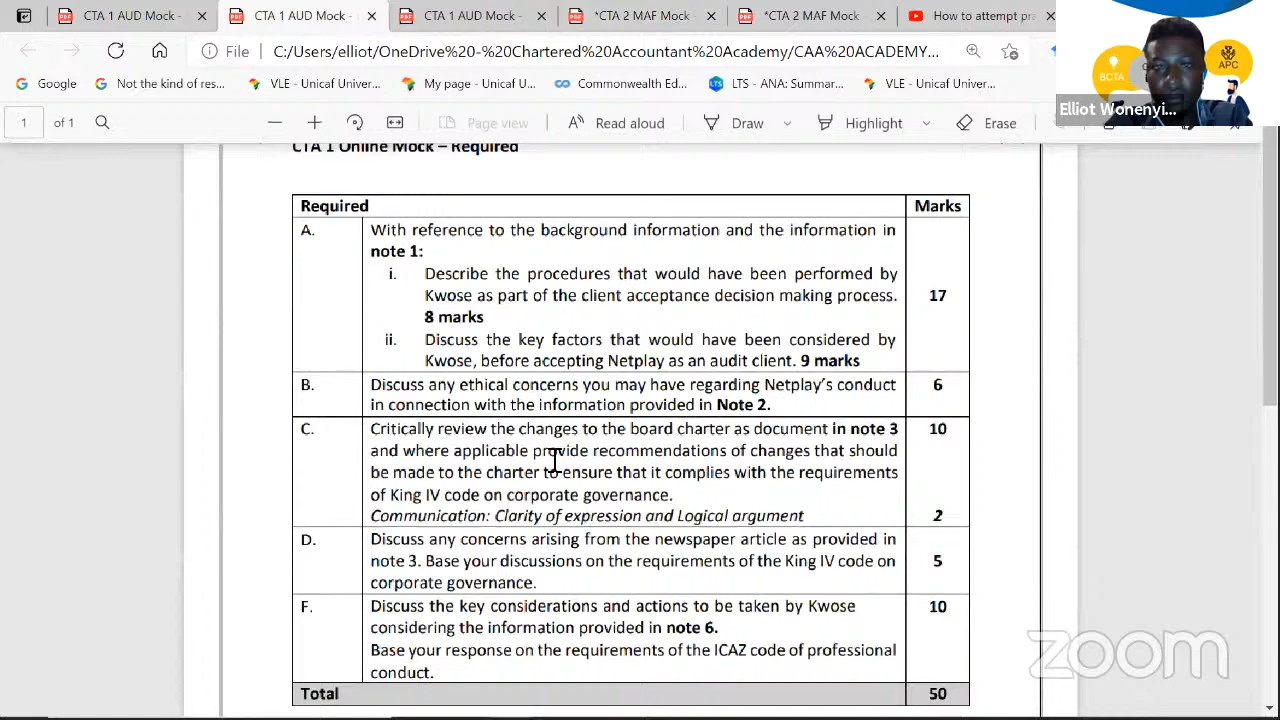 CTA 1 AUD Mock -
CTA 1 AUD Mock -
CTA 1 AUD Mock -
*CTA 2 MAF Mock -
CTA 2 MAF Mock -
How to attempt pra
File
C:/Users/elliot/OneDrive%20-%20Chartered%20Accountant%20Academy/CAA%20ACADEMY...
Google
Not the kind of res...
VLE - Unicaf Univer...
My page - Unicaf
Commonwealth Ed...
LTS - ANAS
VLE - Unicaf Univer...
BCTA
APC
Elliot Wonenyi...
1
of 1
Page view
Read aloud
Draw
Highlight
Erase
CTA 1 Online Mock – Required
Required Marks
A. With reference to the background information and the information in
note 1:
i. Describe the procedures that would have been performed by
Kwose as part of the client acceptance decision making process. 17
8 marks
ii. Discuss the key factors that would have been considered by
Kwose, before accepting Netplay as an audit client. 9 marks
B. Discuss any ethical concerns you may have regarding Netplay's conduct 6
in connection with the information provided in Note 2.
C. Critically review the changes to the board charter as document in note 3 10
and where applicable provide recommendations of changes that should
be made to the charter to ensure that it complies with the requirements
of King IV code on corporate governance.
Communication: Clarity of expression and Logical argument 2
D. Discuss any concerns arising from the newspaper article as provided in
note 3. Base your discussions on the requirements of the King IV code on 5
corporate governance.
F. Discuss the key considerations and actions to be taken by Kwose 10
considering the information provided in note 6.
Base your response on the requirements of the ICAZ code of professional
conduct.
Total 50
zoom